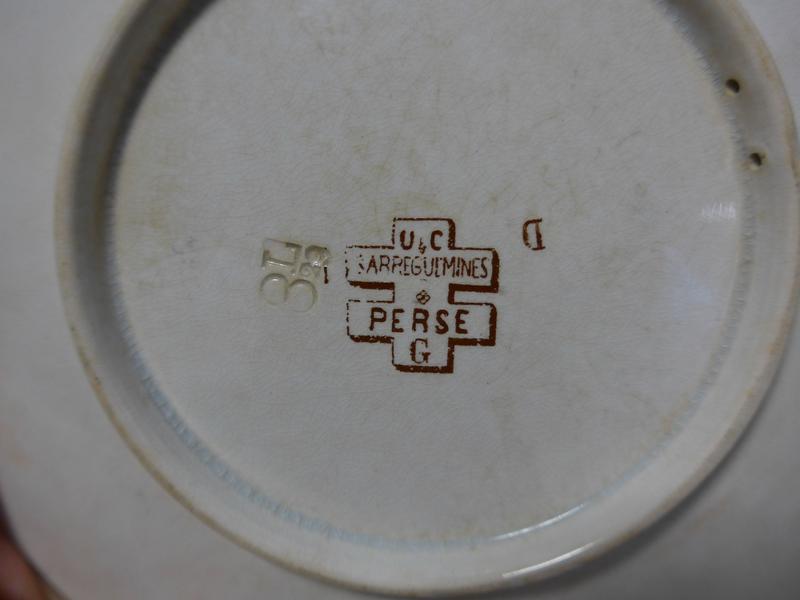 U & C
SARREGUEMINES
PERSE
G
D